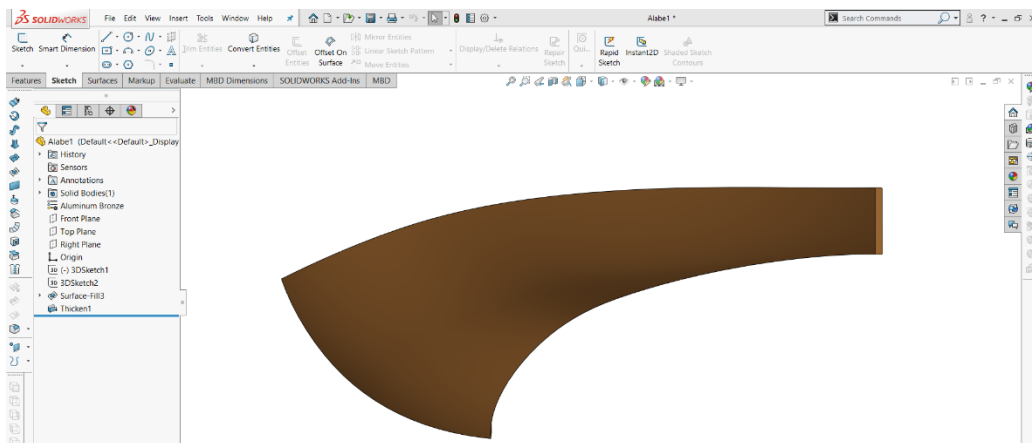 SOLIDWORKS File Edit View Insert Tools Window Help Alabe1 * Search Commands
Sketch Smart Dimension Trim Entities Convert Entities Offset Entities Offset On Surface Mirror Entities Linear Sketch Pattern Move Entities Display/Delete Relations Repair Sketch Qui... Rapid Sketch Instant2D Shaded Sketch Contours
Features Sketch Surfaces Markup Evaluate MBD Dimensions SOLIDWORKS Add-Ins MBD
Alabe1 (Default<<Default>_Display
History
Sensors
Annotations
Solid Bodies(1)
Aluminum Bronze
Front Plane
Top Plane
Right Plane
Origin
3D (-) 3DSketch1
3D 3DSketch2
Surface-Fill3
Thicken1